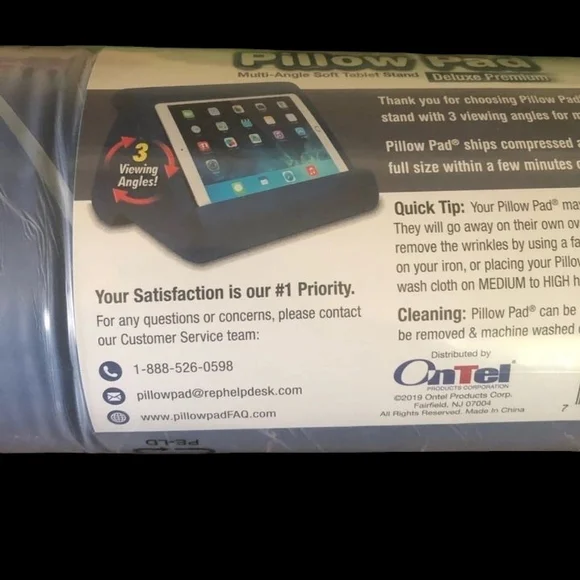 Pillow Pad
Multi-Angle Soft Tablet Stand Deluxe Premium
Thank you for choosing Pillow Pad
stand with 3 viewing angles for
Pillow Pad® ships compressed
full size within a few minutes
3
Viewing
Angles!
Quick Tip: Your Pillow Pad®
They will go away on their own
remove the wrinkles by using a
on your iron, or placing your
wash cloth on MEDIUM to HIGH
Your Satisfaction is our #1 Priority.
For any questions or concerns, please contact
our Customer Service team:
1-888-526-0598
pillowpad@rephelpdesk.com
www.pillowpadFAQ.com
Cleaning: Pillow Pad® can be
be removed & machine washed
Distributed by
OnTel®
PRODUCTS CORPORATION
©2019 Ontel Products Corp.
Fairfield, NJ 07004
All Rights Reserved. Made in China
7
PE-LD